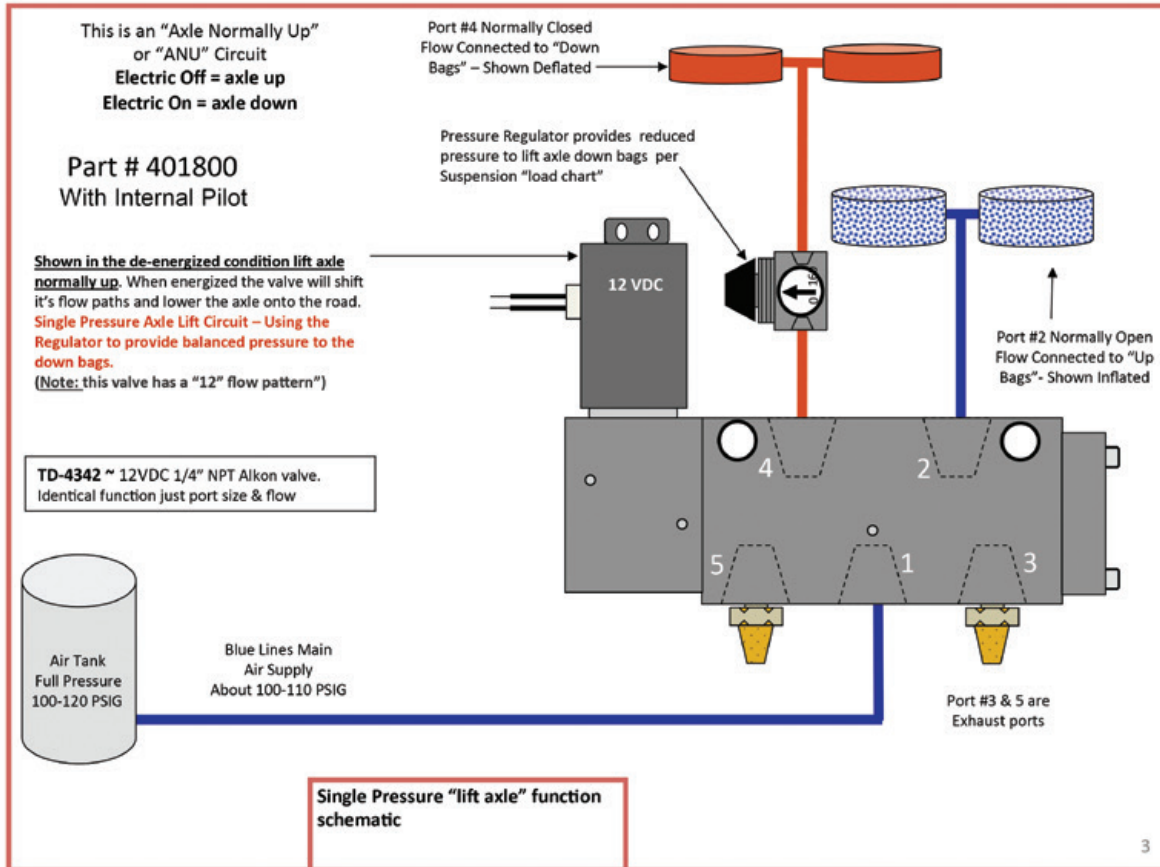 This is an “Axle Normally Up”
or “ANU” Circuit
Electric Off = axle up
Electric On = axle down
Part # 401800
With Internal Pilot
Shown in the de-energized condition lift axle
normally up. When energized the valve will shift
it’s flow paths and lower the axle onto the road.
Single Pressure Axle Lift Circuit – Using the
Regulator to provide balanced pressure to the
down bags.
(Note: this valve has a “12” flow pattern”)
TD-4342 ~ 12VDC 1/4” NPT Alkon valve.
Identical function just port size & flow
Port #4 Normally Closed
Flow Connected to “Down
Bags” – Shown Deflated
Pressure Regulator provides reduced
pressure to lift axle down bags per
Suspension “load chart”
12 VDC
0 160
Port #2 Normally Open
Flow Connected to “Up
Bags”- Shown Inflated
4
2
5
1
3
Air Tank
Full Pressure
100-120 PSIG
Blue Lines Main
Air Supply
About 100-110 PSIG
Port #3 & 5 are
Exhaust ports
Single Pressure “lift axle” function
schematic
3